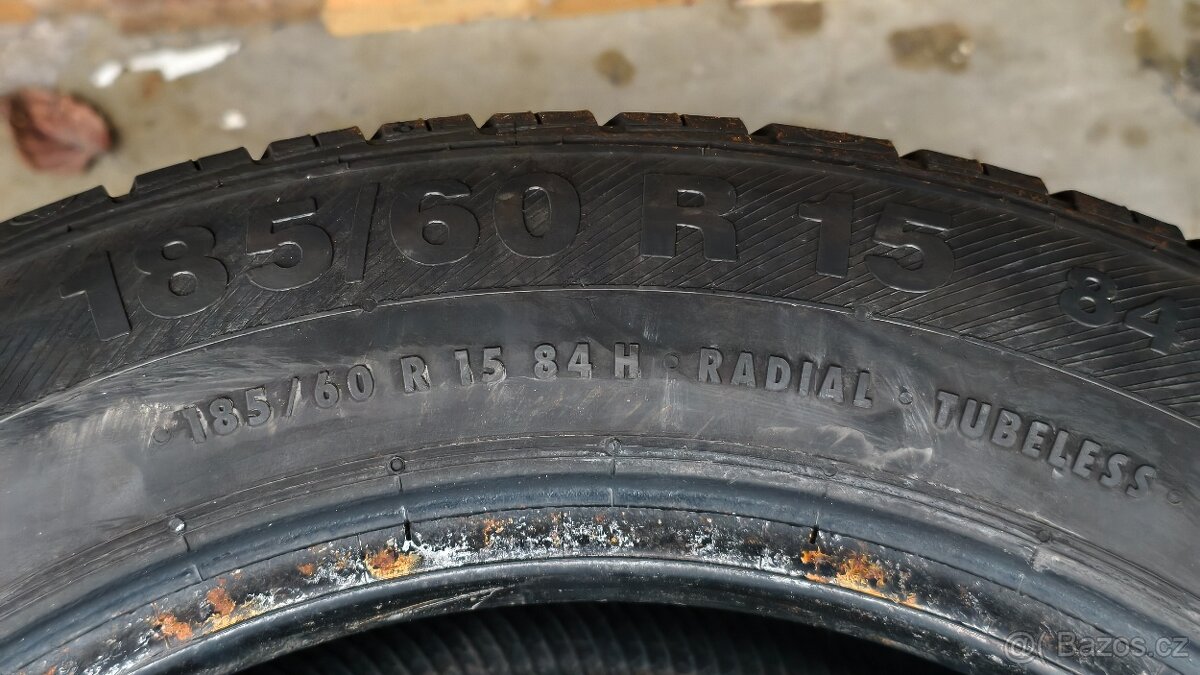 185/60 R 15 84
· 185/60 R 15 84 H · RADIAL · TUBELESS ·
Bazos.cz